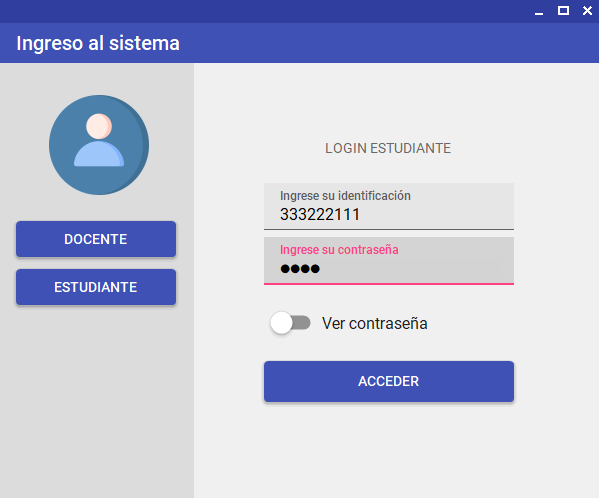 Ingreso al sistema
DOCENTE
ESTUDIANTE
LOGIN ESTUDIANTE
Ingrese su identificación
333222111
Ingrese su contraseña
●●●●
Ver contraseña
ACCEDER